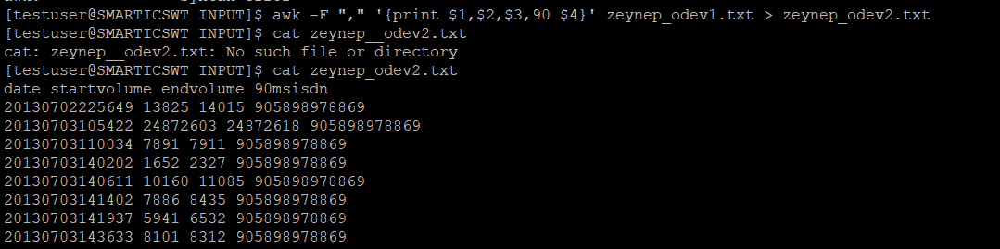 [testuser@SMARTICSWT INPUT]$ awk -F "," '{print $1,$2,$3,90 $4}' zeynep_odev1.txt > zeynep_odev2.txt
[testuser@SMARTICSWT INPUT]$ cat zeynep__odev2.txt
cat: zeynep__odev2.txt: No such file or directory
[testuser@SMARTICSWT INPUT]$ cat zeynep_odev2.txt
date startvolume endvolume 90msisdn
20130702225649 13825 14015 905898978869
20130703105422 24872603 24872618 905898978869
20130703110034 7891 7911 905898978869
20130703140202 1652 2327 905898978869
20130703140611 10160 11085 905898978869
20130703141402 7886 8435 905898978869
20130703141937 5941 6532 905898978869
20130703143633 8101 8312 905898978869